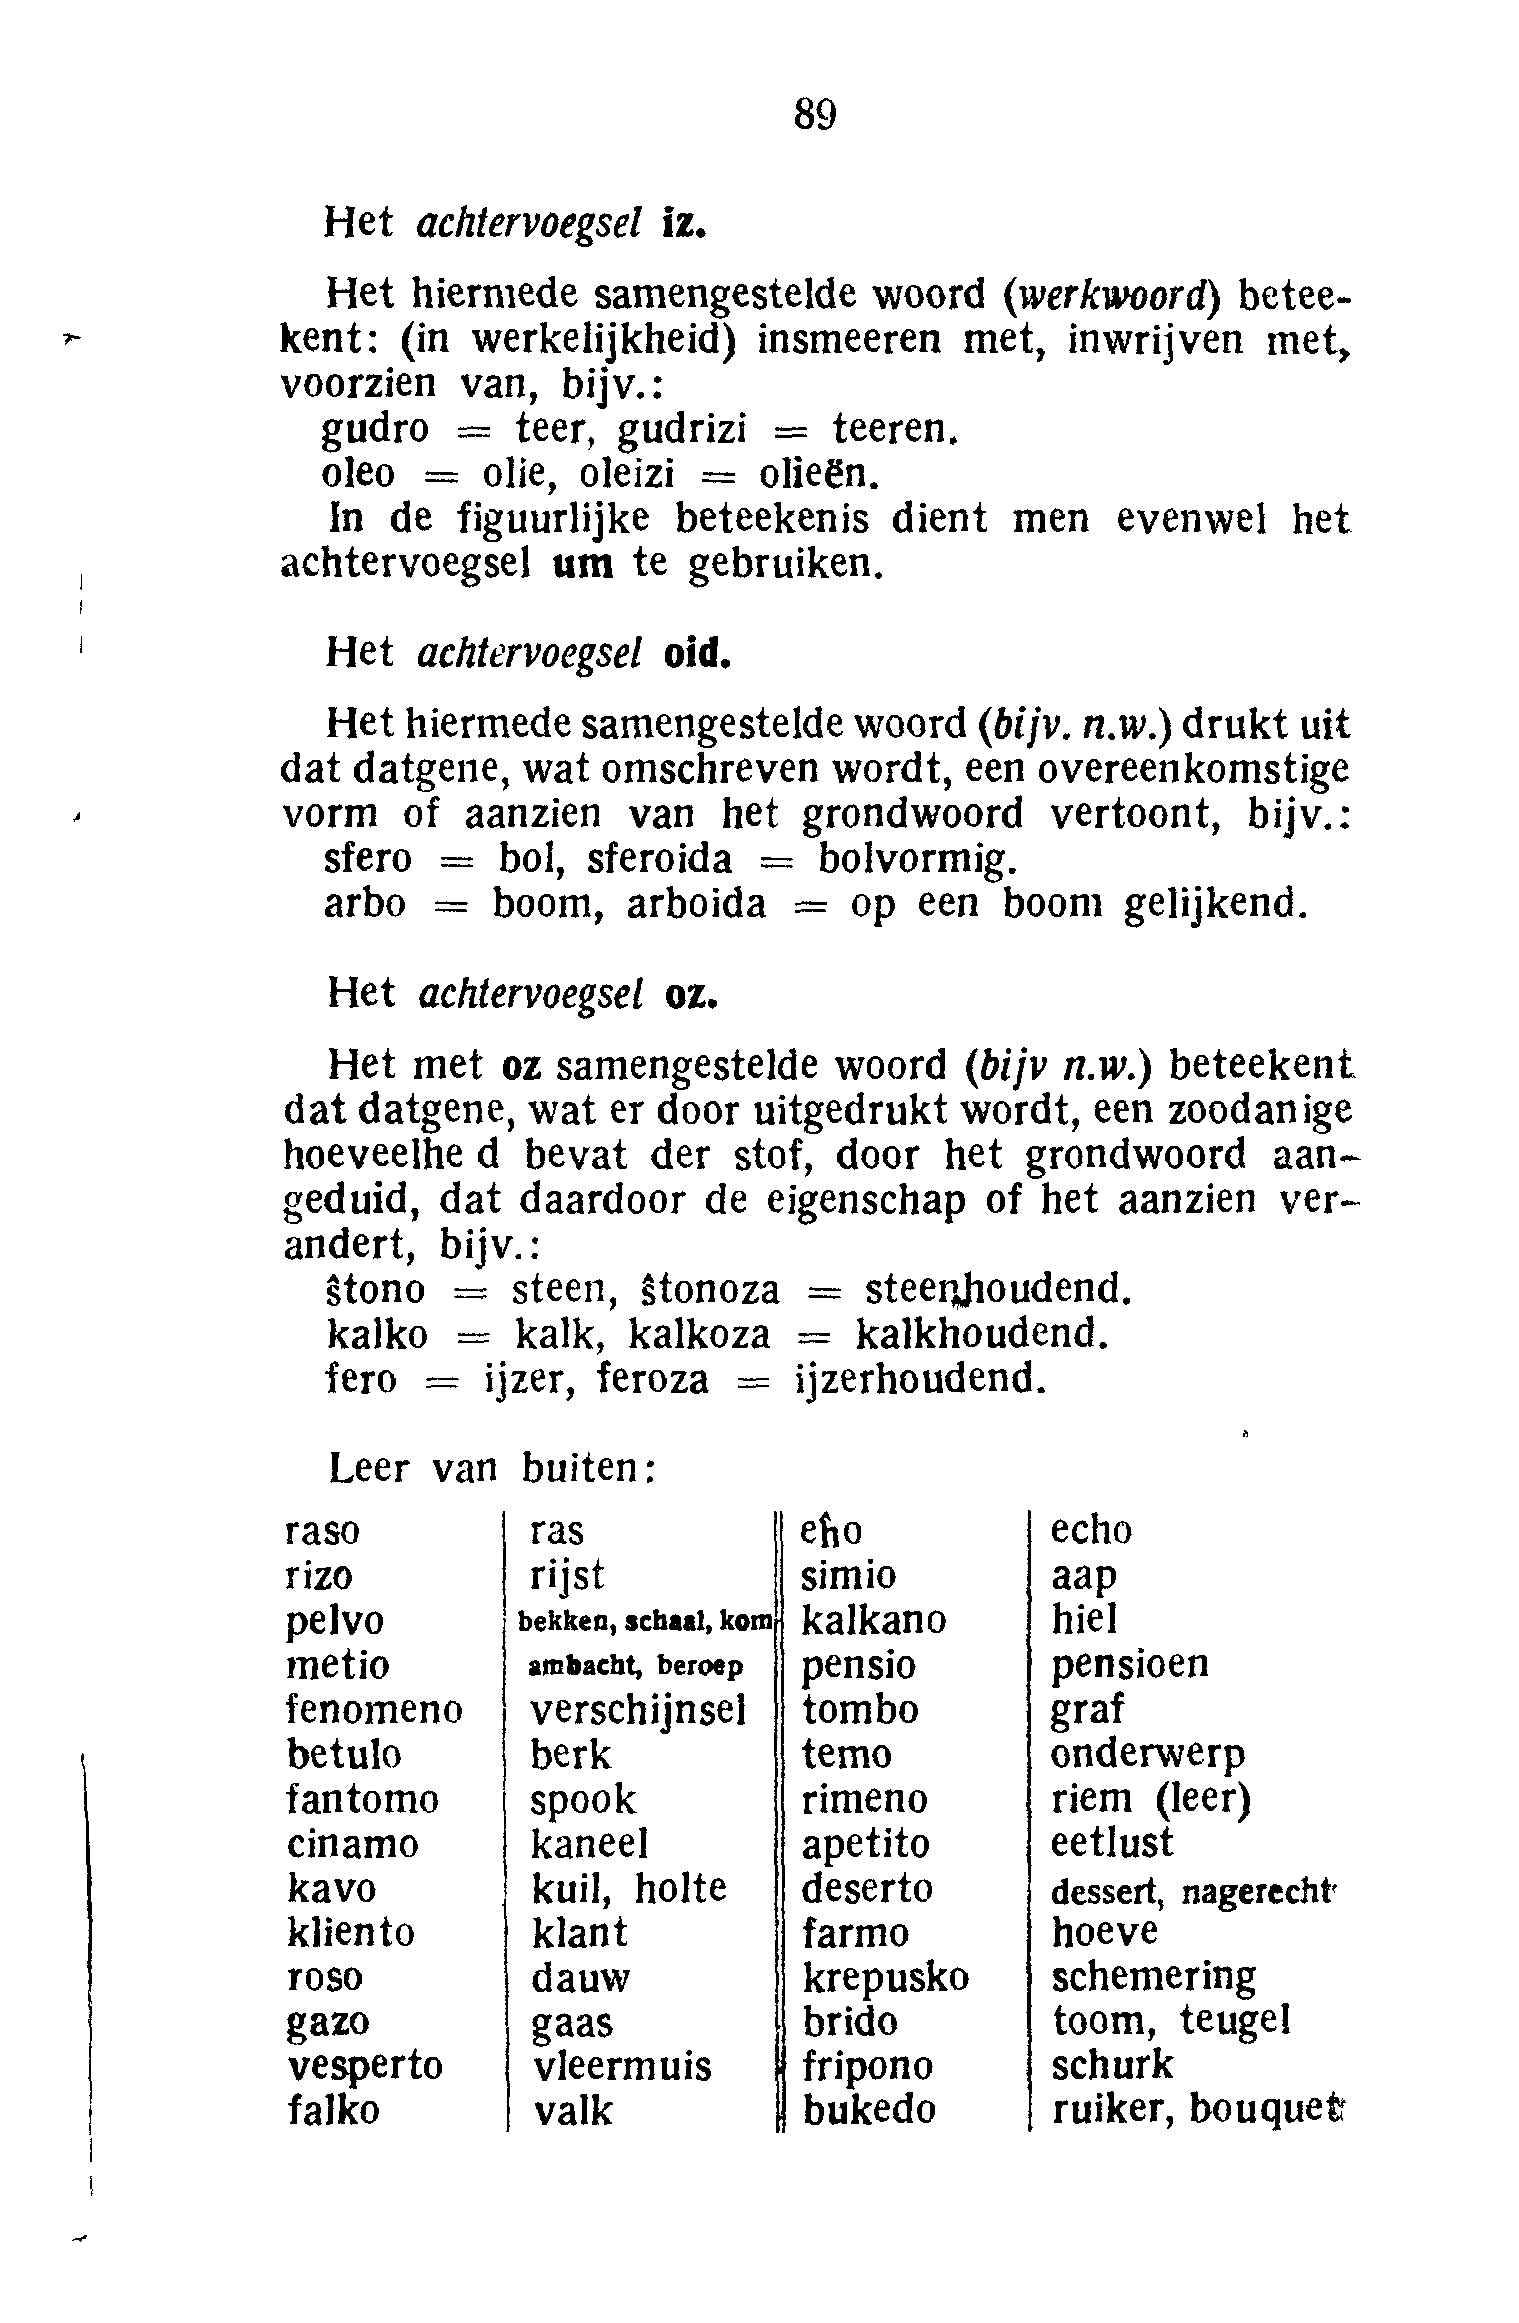 89
Het achtervoegsel iz.
Het hiermede samengestelde woord (werkwoord) betee-
kent: (in werkelijkheid) insmeeren met, inwrijven met,
voorzien van, bijv.:
gudro = teer, gudrizi = teeren.
oleo = olie, oleizi = olieën.
In de figuurlijke beteekenis dient men evenwel het
achtervoegsel um te gebruiken.
Het achtervoegsel oid.
Het hiermede samengestelde woord (bijv. n.w.) drukt uit
dat datgene, wat omschreven wordt, een overeenkomstige
vorm of aanzien van het grondwoord vertoont, bijv.:
sfero = bol, sferoida = bolvormig.
arbo = boom, arboida = op een boom gelijkend.
Het achtervoegsel oz.
Het met oz samengestelde woord (bijv n.w.) beteekent
dat datgene, wat er door uitgedrukt wordt, een zoodanige
hoeveelhe d bevat der stof, door het grondwoord aan-
geduid, dat daardoor de eigenschap of het aanzien ver-
andert, bijv.:
ŝtono = steen, ŝtonoza = steenhoudend.
kalko = kalk, kalkoza = kalkhoudend.
fero = ijzer, feroza = ijzerhoudend.
Leer van buiten:
raso ras eĥo echo
rizo rijst simio aap
pelvo bekken, schaal, kom kalkano hiel
metio ambacht, beroep pensio pensioen
fenomeno verschijnsel tombo graf
betulo berk temo onderwerp
fantomo spook rimeno riem (leer)
cinamo kaneel apetito eetlust
kavo kuil, holte deserto dessert, nagerecht
kliento klant farmo hoeve
roso dauw krepusko schemering
gazo gaas brido toom, teugel
vesperto vleermuis fripono schurk
falko valk bukedo ruiker, bouquet